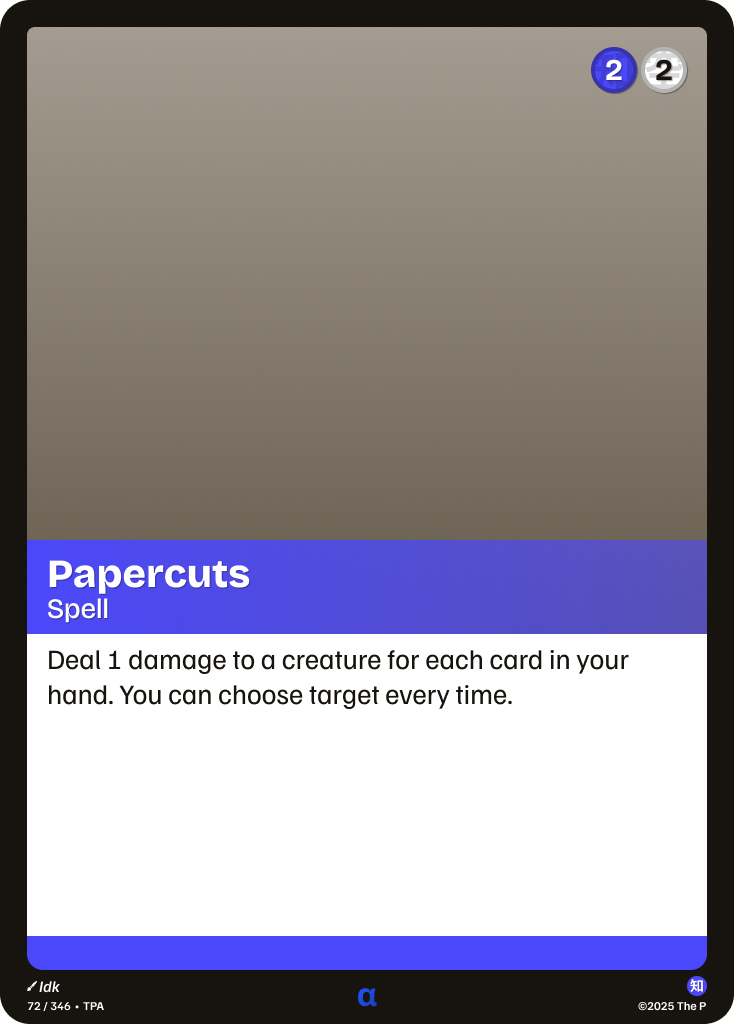 2 2
Papercuts
Spell
Deal 1 damage to a creature for each card in your
hand. You can choose target every time.
Idk
α
知
72 / 346 • TPA
©2025 The P